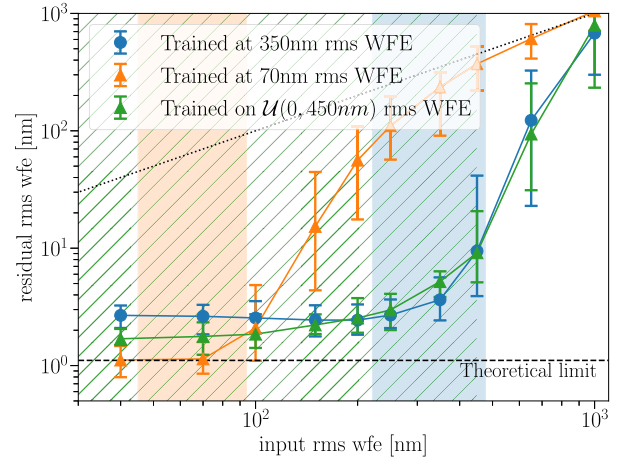 10³
10²
10¹
10⁰
residual rms wfe [nm]
Trained at 350nm rms WFE
Trained at 70nm rms WFE
Trained on 𝒰(0, 450nm) rms WFE
Theoretical limit
10²
10³
input rms wfe [nm]